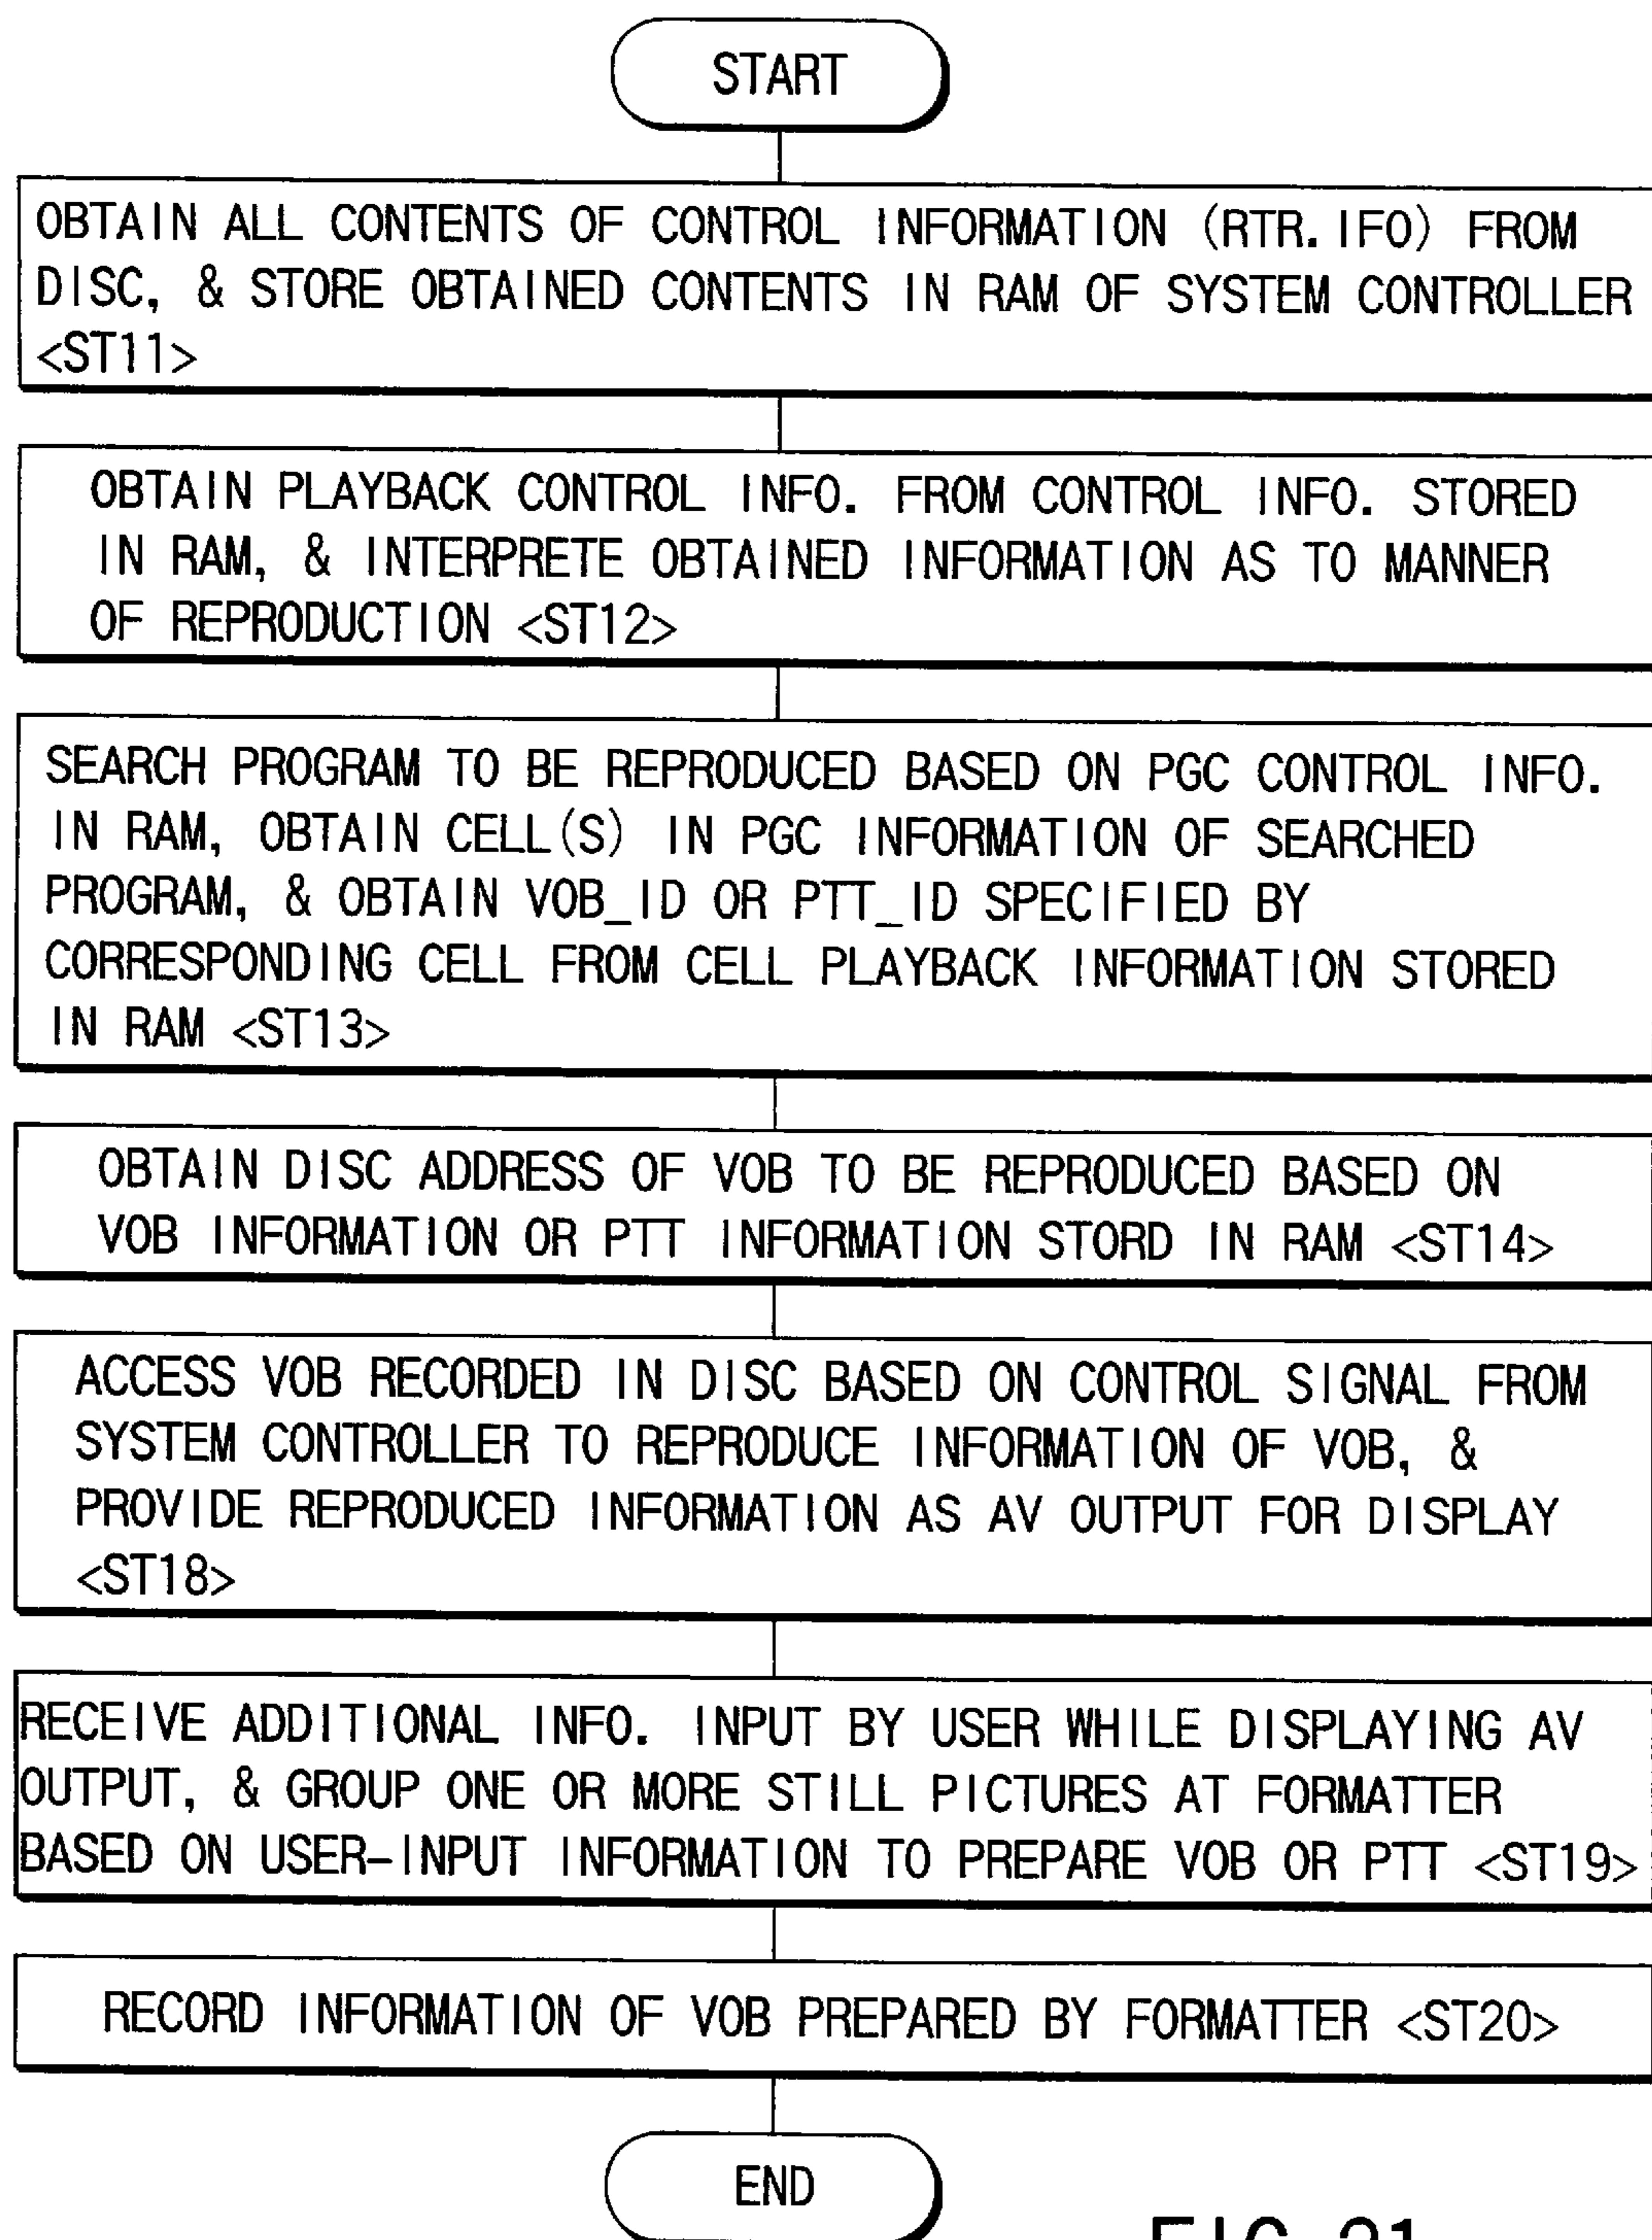 START
OBTAIN ALL CONTENTS OF CONTROL INFORMATION (RTR.IFO) FROM
DISC, & STORE OBTAINED CONTENTS IN RAM OF SYSTEM CONTROLLER
<ST11>
OBTAIN PLAYBACK CONTROL INFO. FROM CONTROL INFO. STORED
IN RAM, & INTERPRETE OBTAINED INFORMATION AS TO MANNER
OF REPRODUCTION <ST12>
SEARCH PROGRAM TO BE REPRODUCED BASED ON PGC CONTROL INFO.
IN RAM, OBTAIN CELL(S) IN PGC INFORMATION OF SEARCHED
PROGRAM, & OBTAIN VOB_ID OR PTT_ID SPECIFIED BY
CORRESPONDING CELL FROM CELL PLAYBACK INFORMATION STORED
IN RAM <ST13>
OBTAIN DISC ADDRESS OF VOB TO BE REPRODUCED BASED ON
VOB INFORMATION OR PTT INFORMATION STORD IN RAM <ST14>
ACCESS VOB RECORDED IN DISC BASED ON CONTROL SIGNAL FROM
SYSTEM CONTROLLER TO REPRODUCE INFORMATION OF VOB, &
PROVIDE REPRODUCED INFORMATION AS AV OUTPUT FOR DISPLAY
<ST18>
RECEIVE ADDITIONAL INFO. INPUT BY USER WHILE DISPLAYING AV
OUTPUT, & GROUP ONE OR MORE STILL PICTURES AT FORMATTER
BASED ON USER-INPUT INFORMATION TO PREPARE VOB OR PTT <ST19>
RECORD INFORMATION OF VOB PREPARED BY FORMATTER <ST20>
END
FIG. 21